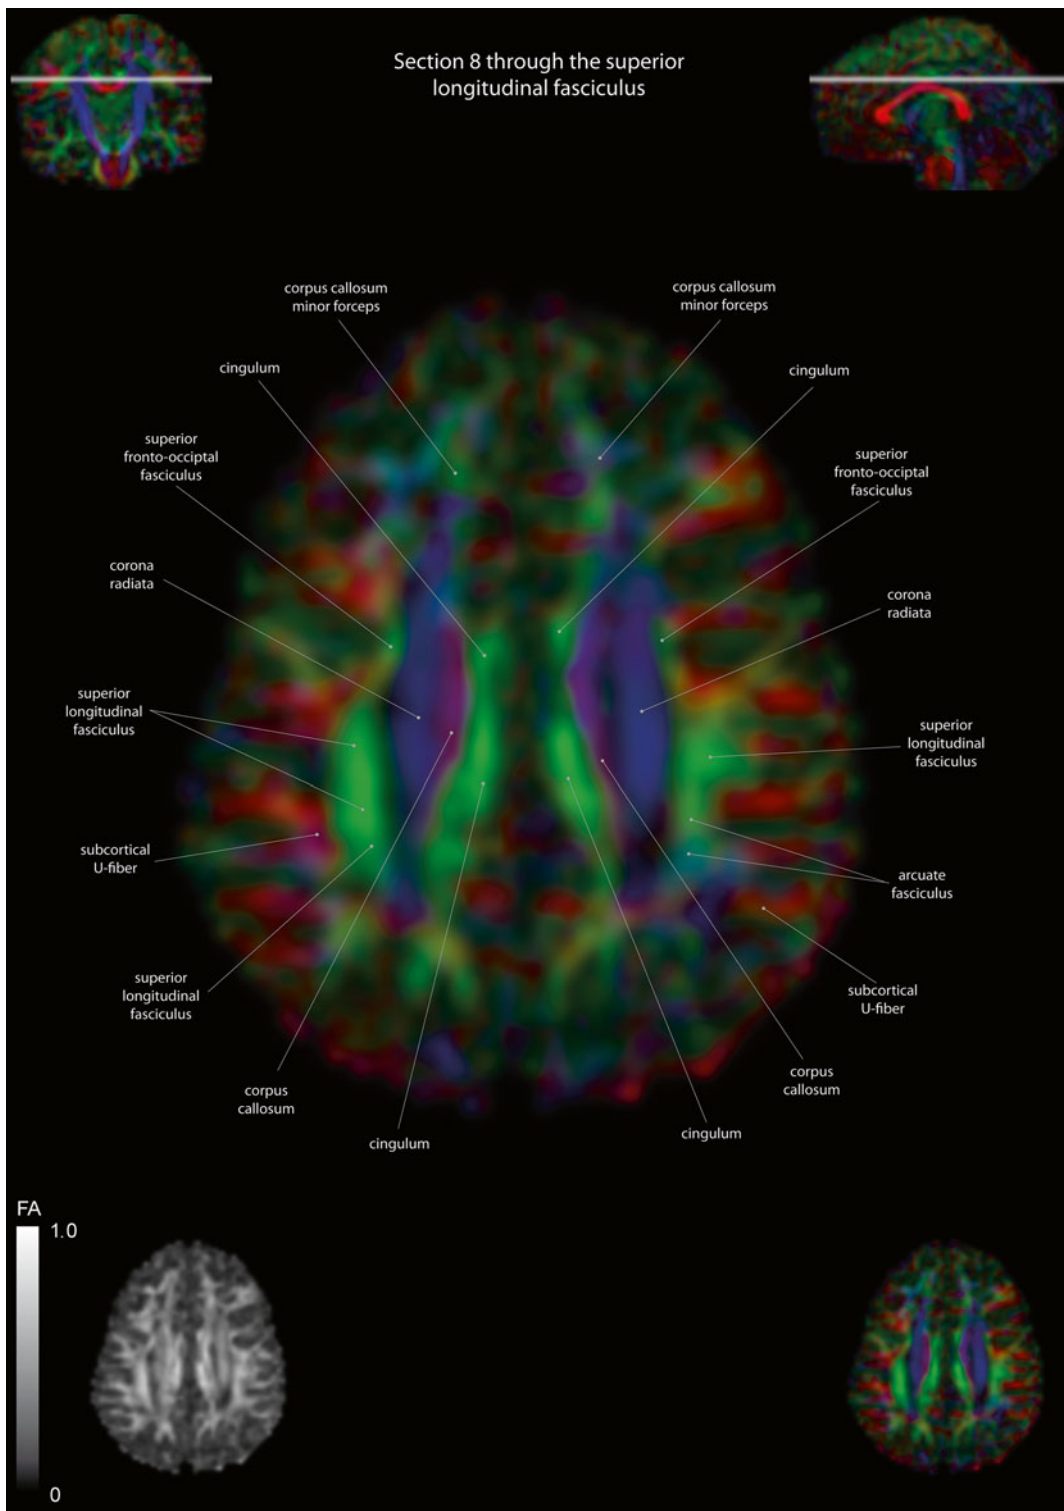 Section 8 through the superior
longitudinal fasciculus
corpus callosum
minor forceps
corpus callosum
minor forceps
cingulum
cingulum
superior
fronto-occiptal
fasciculus
superior
fronto-occiptal
fasciculus
corona
radiata
corona
radiata
superior
longitudinal
fasciculus
superior
longitudinal
fasciculus
subcortical
U-fiber
arcuate
fasciculus
superior
longitudinal
fasciculus
subcortical
U-fiber
corpus
callosum
corpus
callosum
cingulum
cingulum
FA
1.0
0